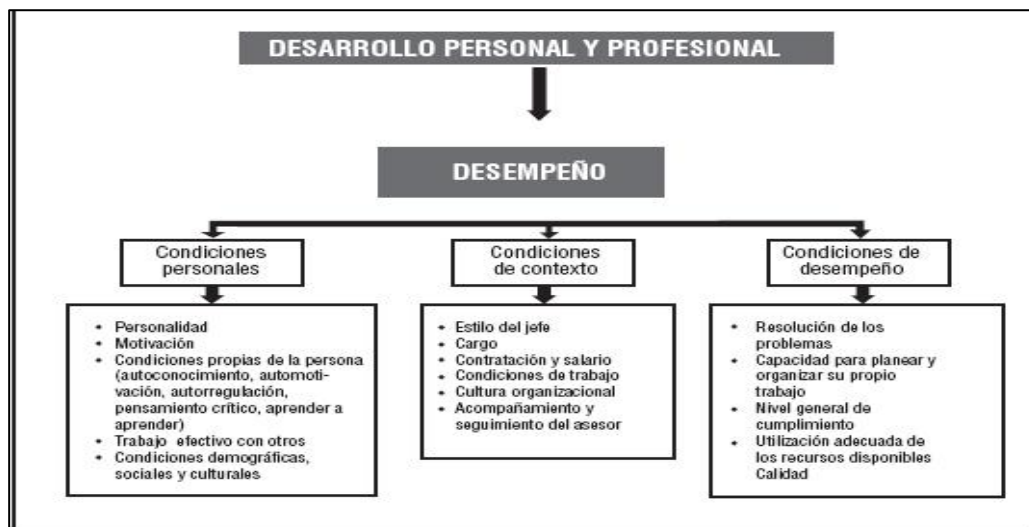 DESARROLLO PERSONAL Y PROFESIONAL
DESEMPEÑO
Condiciones
personales
• Personalidad
• Motivación
• Condiciones propias de la persona
(autoconocimiento, automoti-
vación, autorregulación,
pensamiento crítico, aprender a
aprender)
• Trabajo efectivo con otros
• Condiciones demográficas,
sociales y culturales
Condiciones
de contexto
• Estilo del jefe
• Cargo
• Contratación y salario
• Condiciones de trabajo
• Cultura organizacional
• Acompañamiento y
seguimiento del asesor
Condiciones de
desempeño
• Resolución de los
problemas
• Capacidad para planear y
organizar su propio
trabajo
• Nivel general de
cumplimiento
• Utilización adecuada de
los recursos disponibles
Calidad